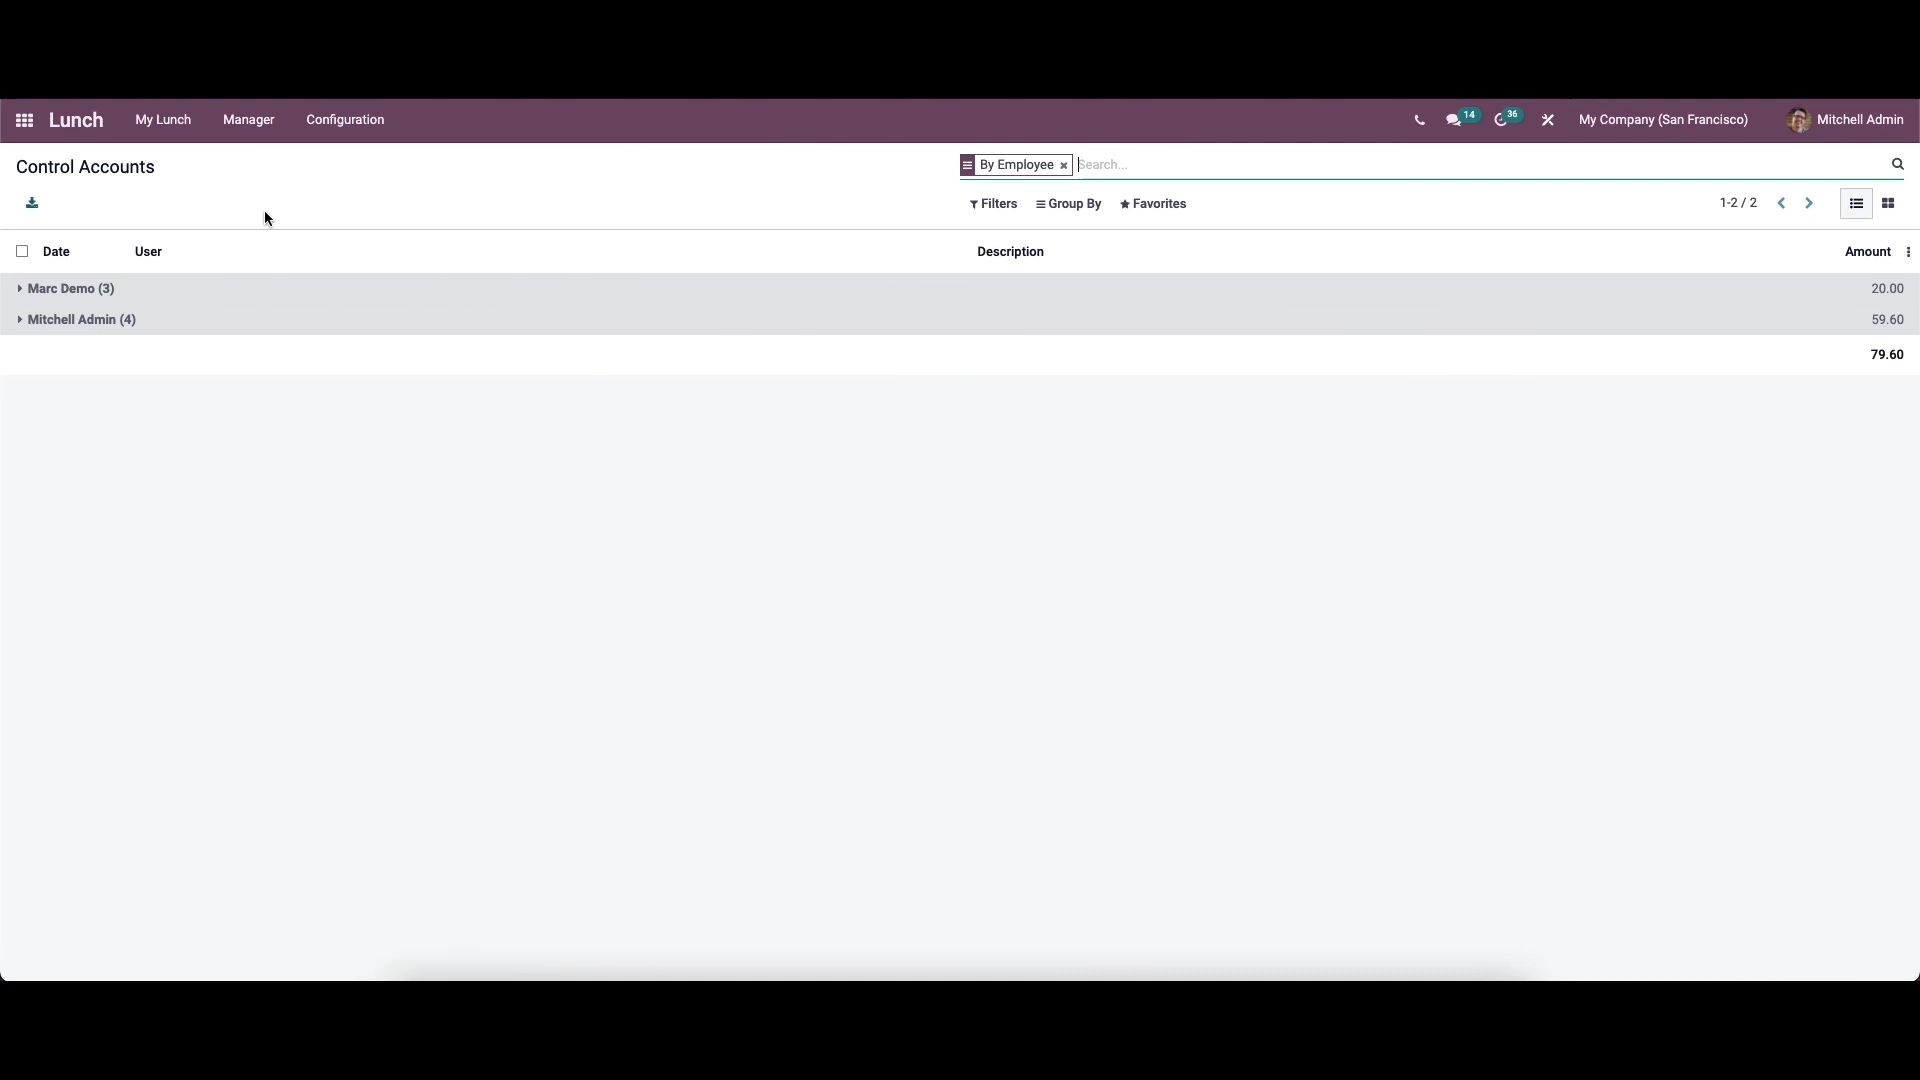 Lunch My Lunch Manager Configuration 14 36 My Company (San Francisco) Mitchell Admin
Control Accounts By Employee Search...
Filters Group By Favorites 1-2 / 2
Date User Description Amount
Marc Demo (3) 20.00
Mitchell Admin (4) 59.60
79.60